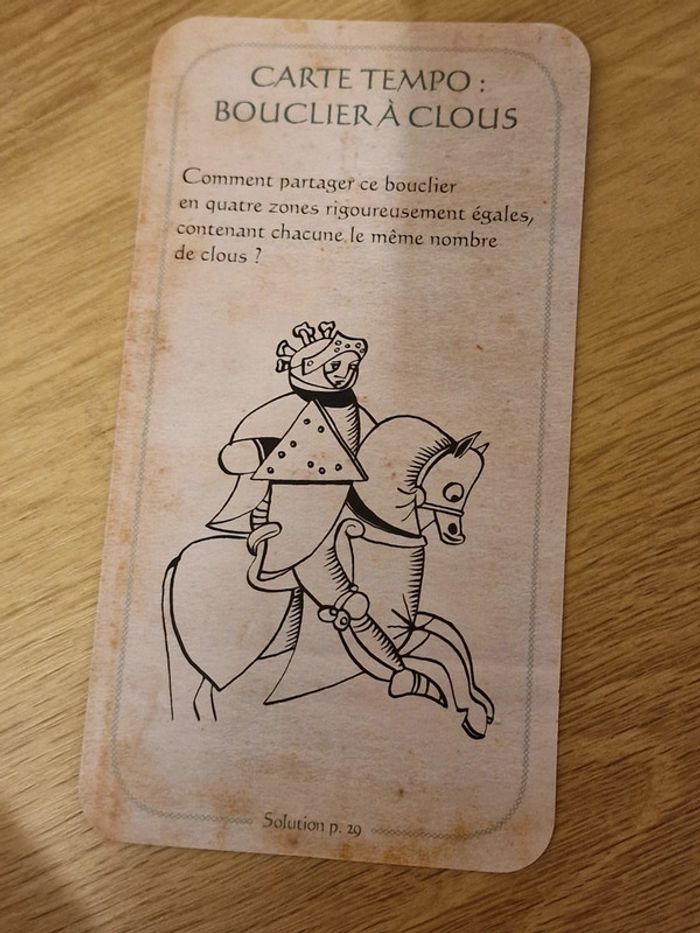 CARTE TEMPO :
BOUCLIER À CLOUS
Comment partager ce bouclier
en quatre zones rigoureusement égales,
contenant chacune le même nombre
de clous ?
Solution p. 29